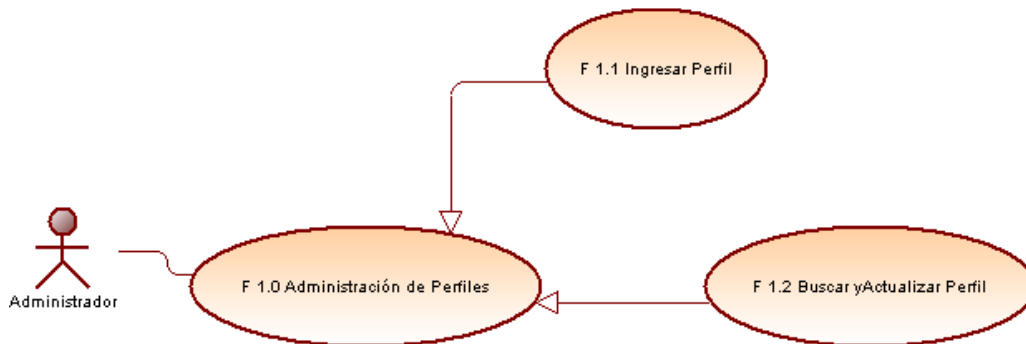 F 1.1 Ingresar Perfil
Administrador
F 1.0 Administración de Perfiles
F 1.2 Buscar yActualizar Perfil